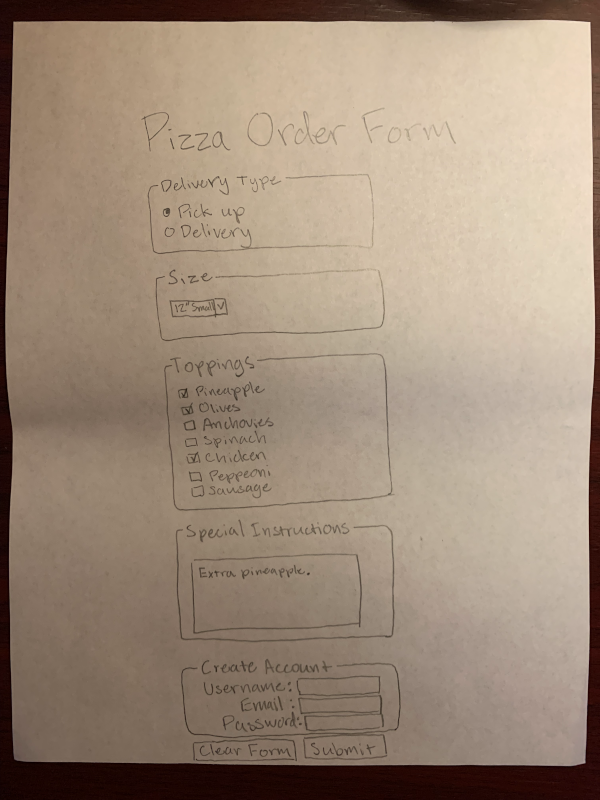 Pizza Order Form
Delivery Type
Pick up
Delivery
Size
12" Small
Toppings
Pineapple
Olives
Anchovies
Spinach
Chicken
Pepperoni
Sausage
Special Instructions
Extra pineapple.
Create Account
Username:
Email :
Password:
Clear Form Submit